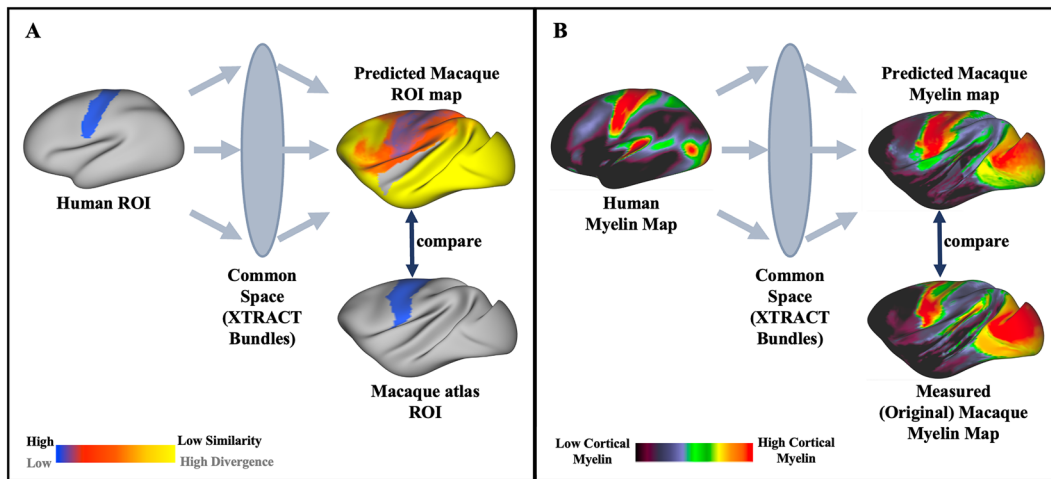 A
Predicted Macaque
ROI map
Human ROI
compare
Common
Space
(XTRACT
Bundles)
Macaque atlas
ROI
High
Low Similarity
Low
High Divergence
B
Predicted Macaque
Myelin map
Human
Myelin Map
compare
Common
Space
(XTRACT
Bundles)
Measured
(Original) Macaque
Myelin Map
Low Cortical
Myelin
High Cortical
Myelin